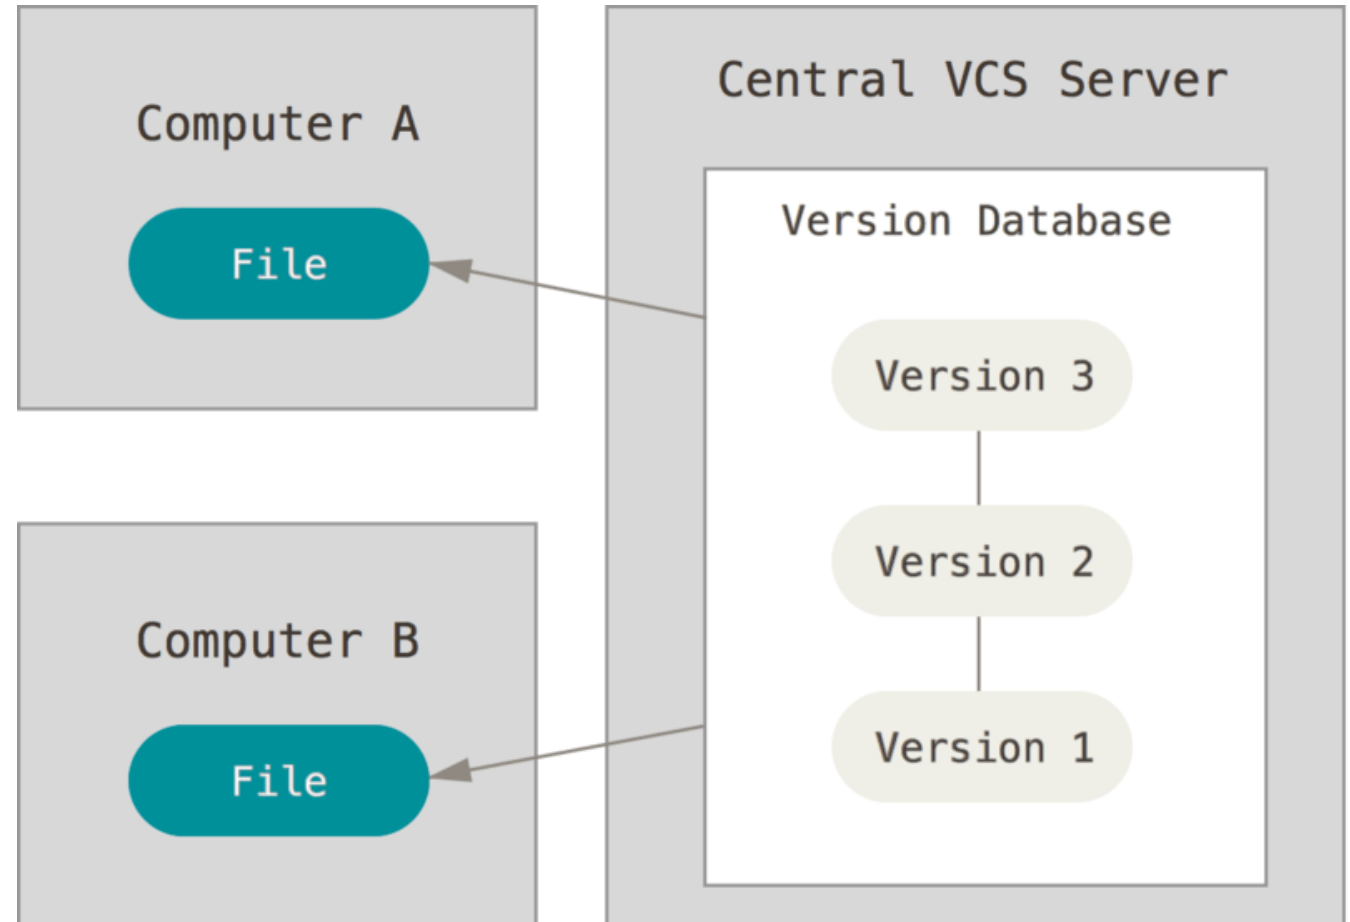 Computer A
File
Computer B
File
Central VCS Server
Version Database
Version 3
Version 2
Version 1